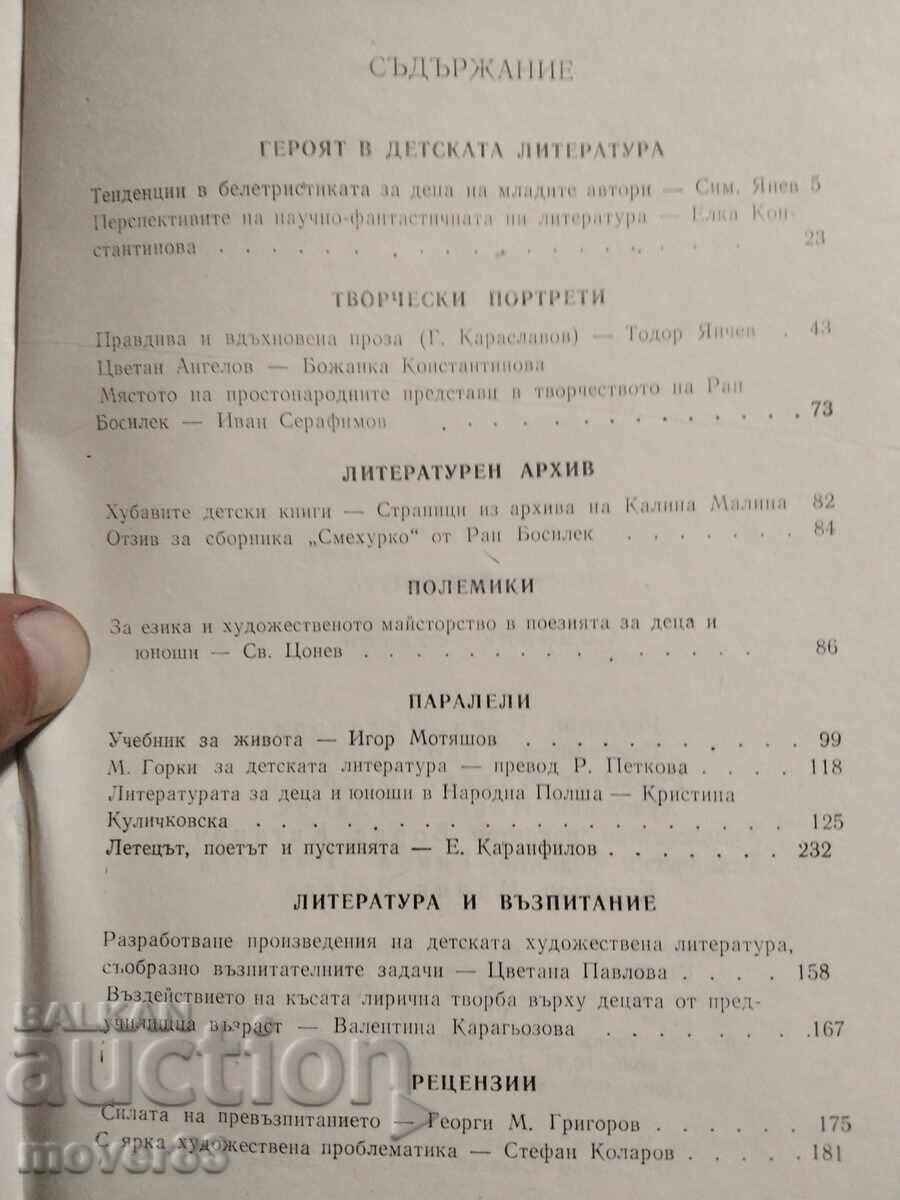 СЪДЪРЖАНИЕ
ГЕРОЯТ В ДЕТСКАТА ЛИТЕРАТУРА
Тенденции в белетристиката за деца на младите автори — Сим. Янев 5
Перспективите на научно-фантастичната ни литература — Елка Кон-
стантинова . . . . . . . . . . . . 23
ТВОРЧЕСКИ ПОРТРЕТИ
Правдива и вдъхновена проза (Г. Караславов) — Тодор Янчев . 43
Цветан Ангелов — Божанка Константинова
Мястото на простонародните представи в творчеството на Ран
Босилек — Иван Серафимов . . . . . . . . . . . . 73
ЛИТЕРАТУРЕН АРХИВ
Хубавите детски книги — Страници из архива на Калина Малина 82
Отзив за сборника „Смехурко“ от Ран Босилек . . . . . . 84
ПОЛЕМИКИ
За езика и художественото майсторство в поезията за деца и
юноши — Св. Цонев . . . . . . . . . . . . 86
ПАРАЛЕЛИ
Учебник за живота — Игор Мотяшов . . . . . . . . . 99
М. Горки за детската литература — превод Р. Петкова . . . . 118
Литературата за деца и юноши в Народна Полша — Кристина
Куличковска . . . . . . . . . . . . . . . . 125
Летецът, поетът и пустинята — Е. Каранфилов . . . . . . . 232
ЛИТЕРАТУРА И ВЪЗПИТАНИЕ
Разработване произведения на детската художествена литература,
съобразно възпитателните задачи — Цветана Павлова . . . . 158
Въздействието на късата лирична творба върху децата от пред-
училищна възраст — Валентина Карагьозова . . . . . . . 167
РЕЦЕНЗИИ
Силата на превъзпитанието — Георги М. Григоров . . . . . . 175
С ярка художествена проблематика — Стефан Коларов . . . . . 181
BALKAN
auction
mover83